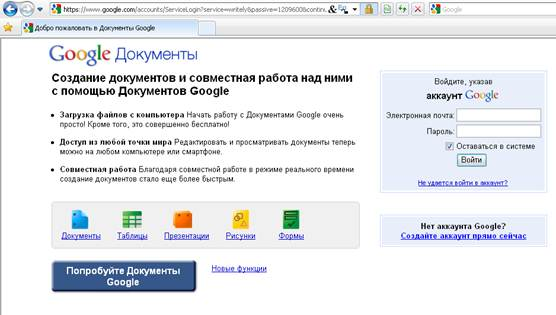 https://www.google.com/accounts/ServiceLogin?service=writely&passive=1209600&continu
Google
Добро пожаловать в Документы Google
Google Документы
Создание документов и совместная работа над ними
с помощью Документов Google
Загрузка файлов с компьютера Начать работу с Документами Google очень
просто! Кроме того, это совершенно бесплатно!
Доступ из любой точки мира Редактировать и просматривать документы теперь
можно на любом компьютере или смартфоне.
Совместная работа Благодаря совместной работе в режиме реального времени
создание документов стало еще более быстрым.
Документы Таблицы Презентации Рисунки Формы
Попробуйте Документы
Google
Новые функции
Войдите, указав
аккаунт Google
Электронная почта:
Пароль:
Оставаться в системе
Войти
Не удается войти в аккаунт?
Нет аккаунта Google?
Создайте аккаунт прямо сейчас